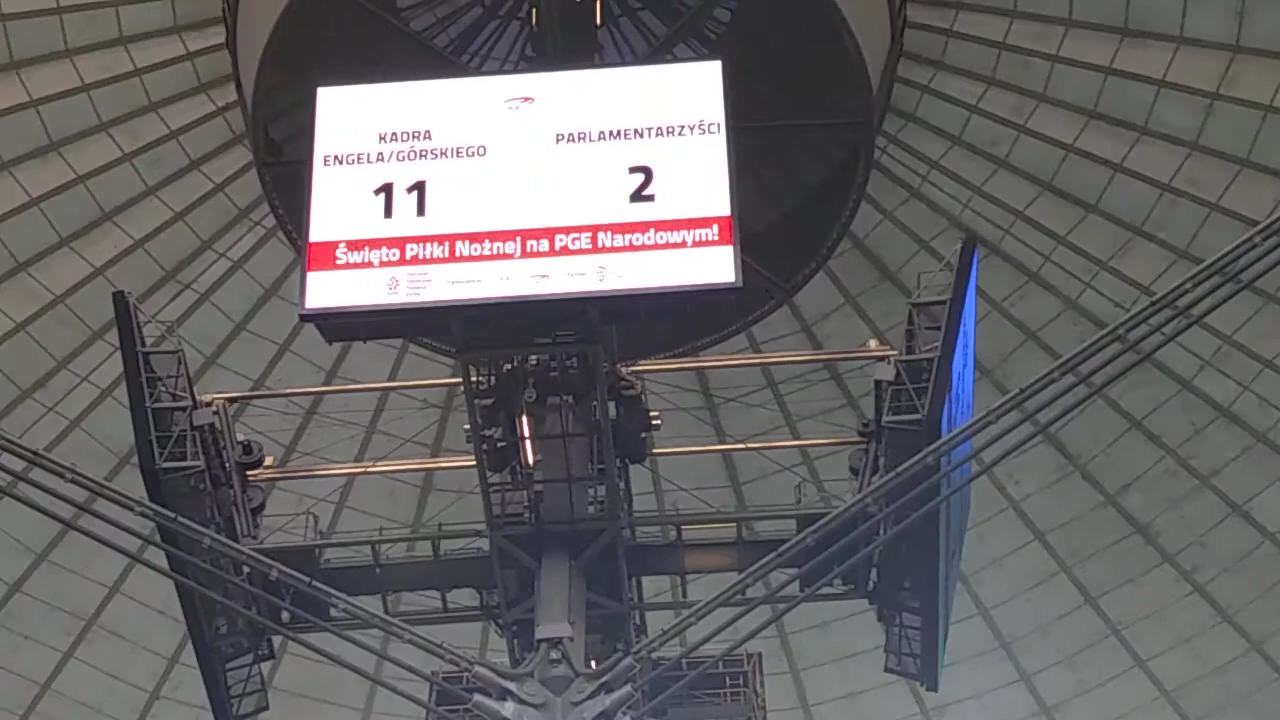 KADRA
ENGELA/GÓRSKIEGO
PARLAMENTARZYŚCI
11
2
Święto Piłki Nożnej na PGE Narodowym!